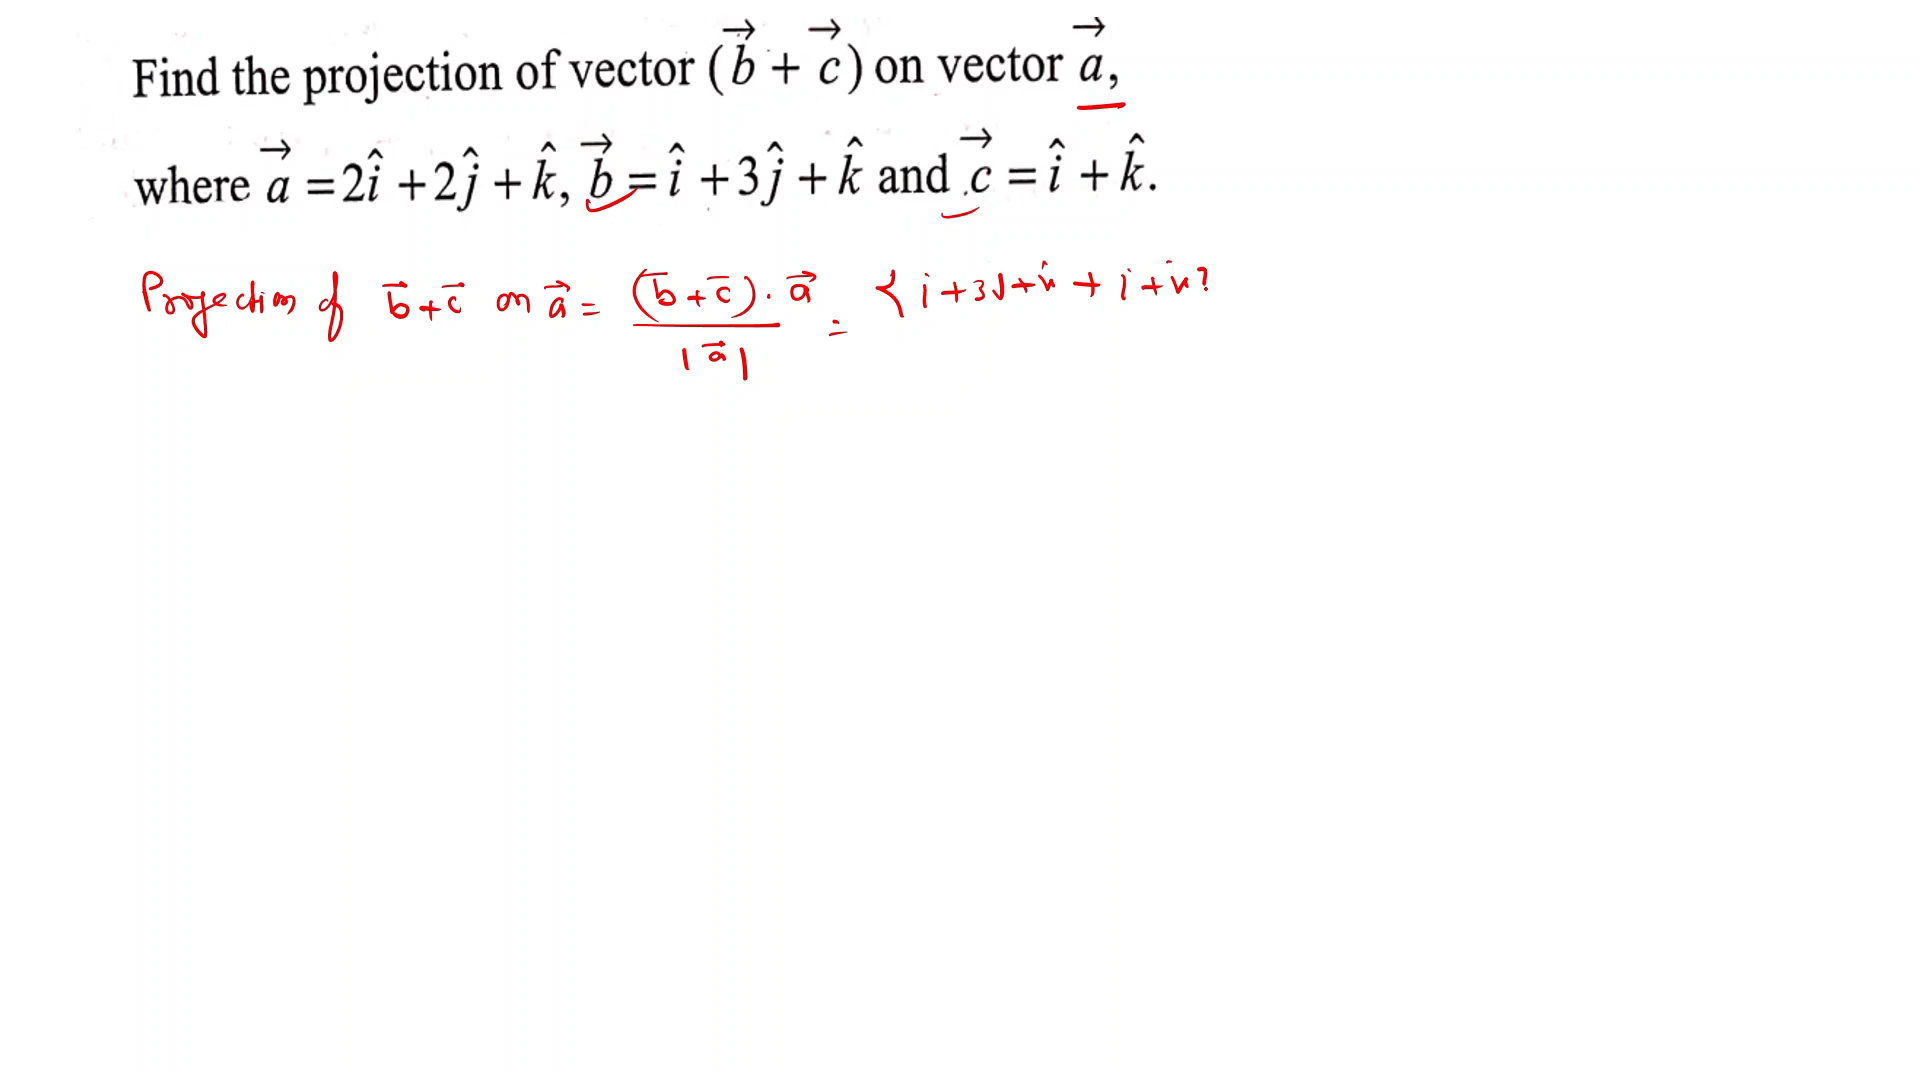 Find the projection of vector (b⃗ + c⃗) on vector a⃗,
where a⃗ = 2î + 2ĵ + k̂, b⃗ = î + 3ĵ + k̂ and c⃗ = î + k̂.
Projection of b⃗+c⃗ on a⃗ = (b⃗+c⃗)·a⃗ / |a⃗| = { i + 3j + k̂ + i + k }